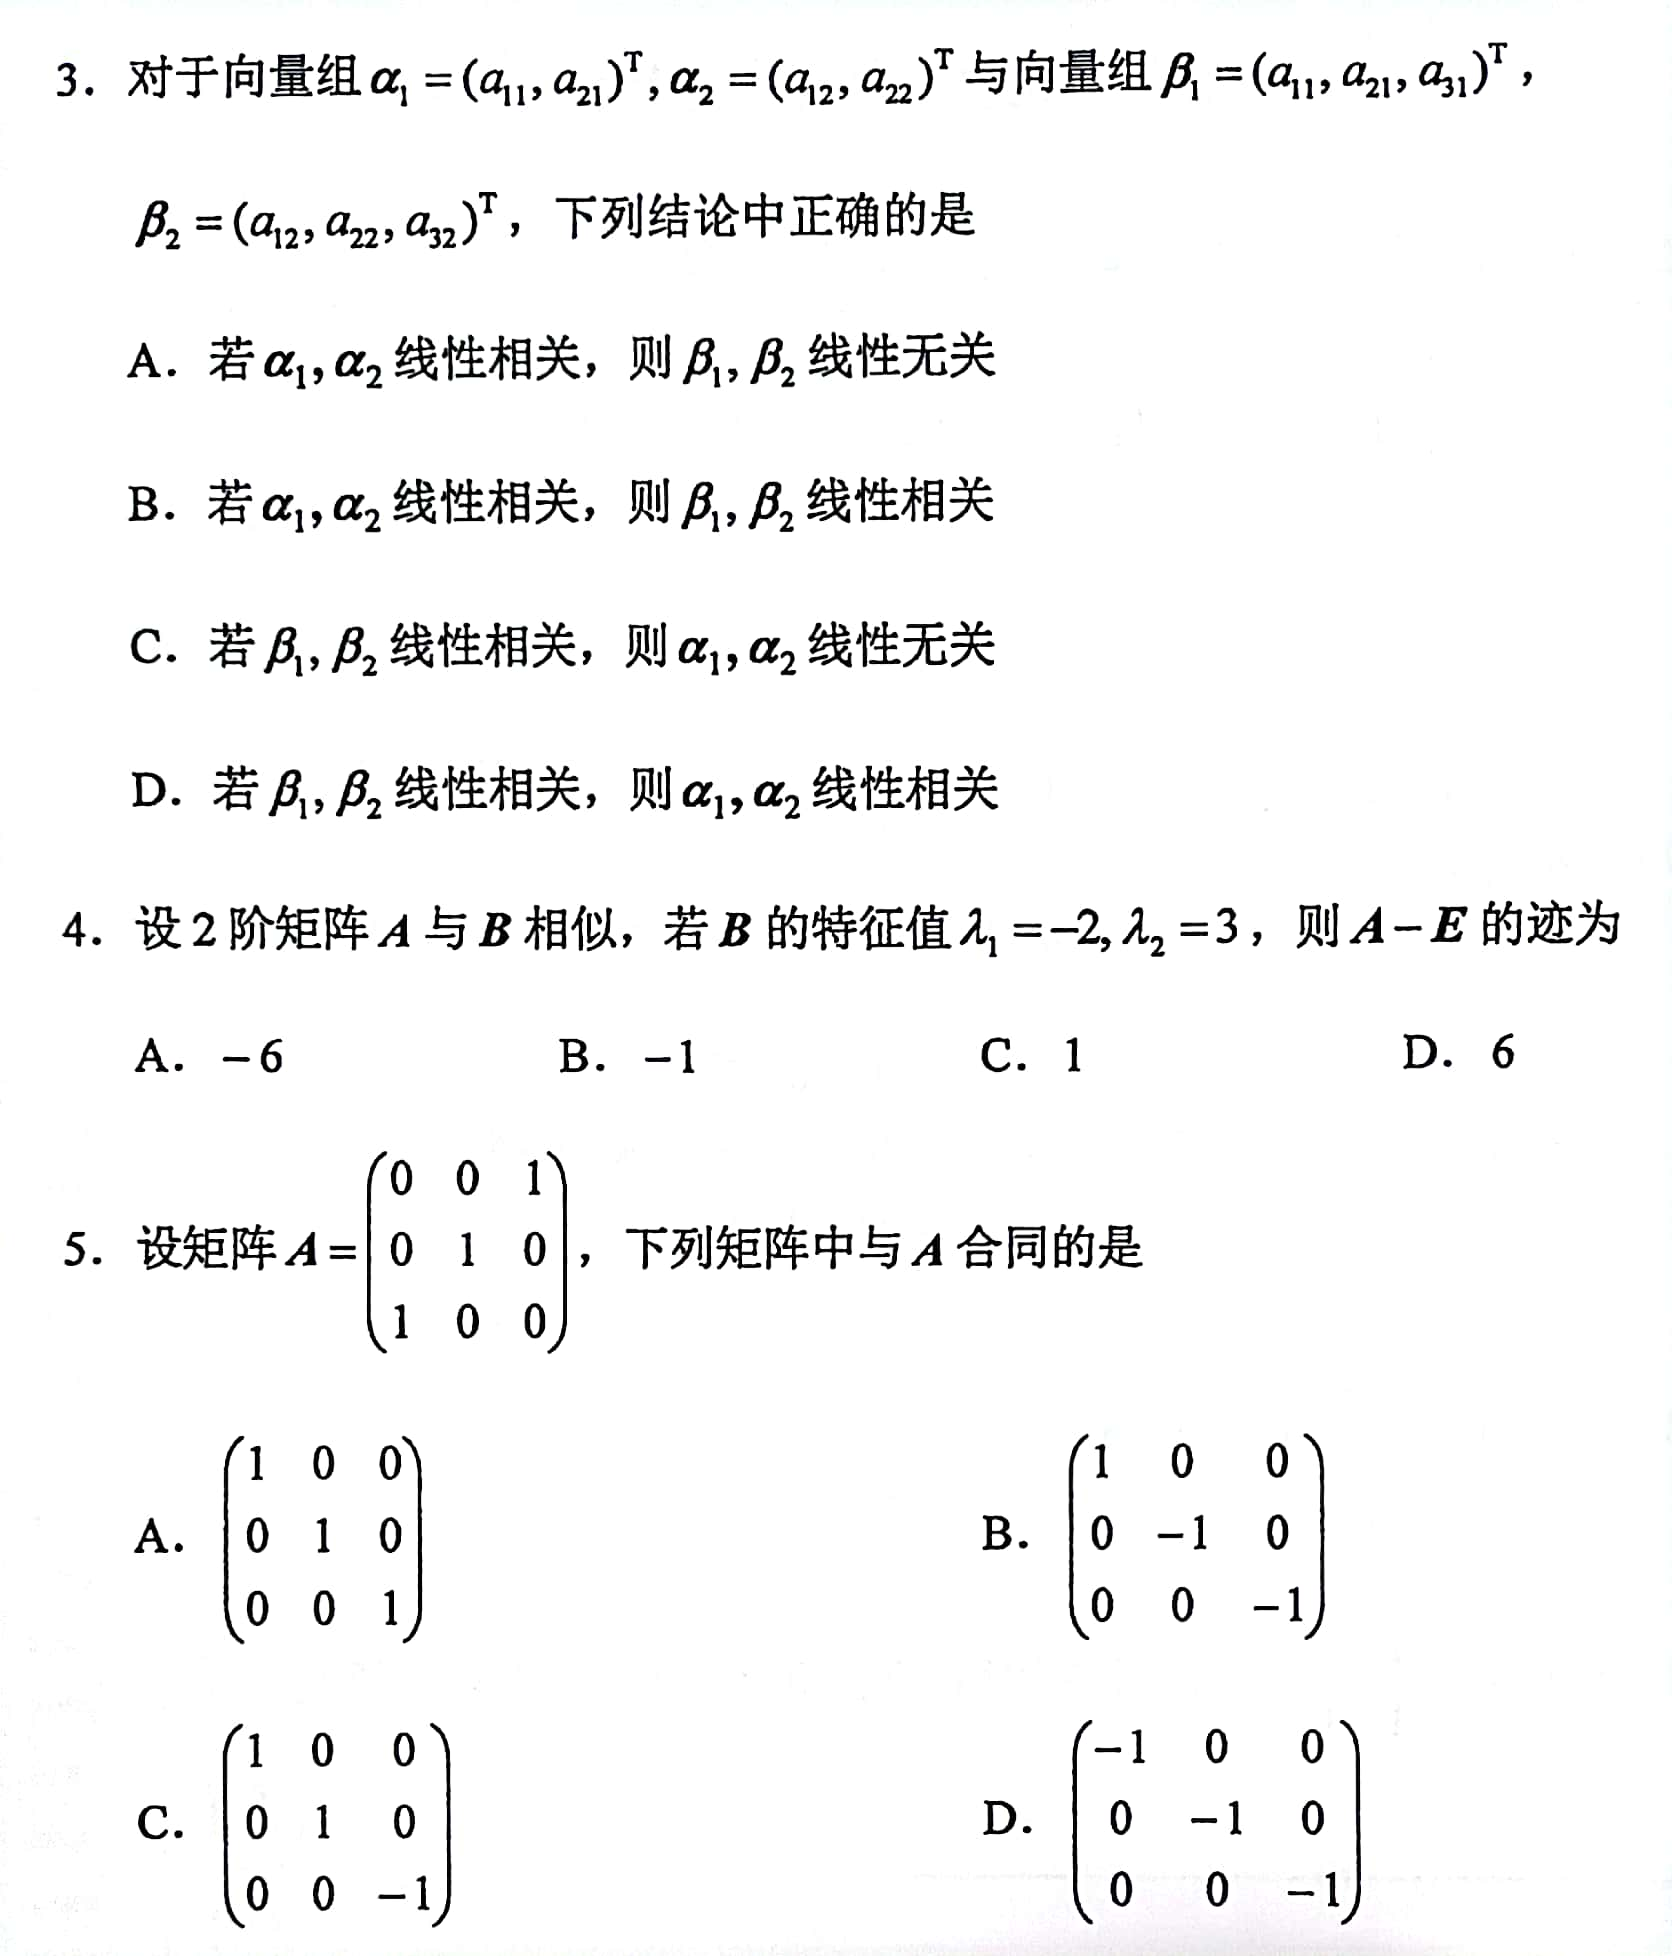 3. 对于向量组 α₁ = (a₁₁, a₂₁)ᵀ, α₂ = (a₁₂, a₂₂)ᵀ 与向量组 β₁ = (a₁₁, a₂₁, a₃₁)ᵀ,
β₂ = (a₁₂, a₂₂, a₃₂)ᵀ, 下列结论中正确的是
A. 若 α₁, α₂ 线性相关, 则 β₁, β₂ 线性无关
B. 若 α₁, α₂ 线性相关, 则 β₁, β₂ 线性相关
C. 若 β₁, β₂ 线性相关, 则 α₁, α₂ 线性无关
D. 若 β₁, β₂ 线性相关, 则 α₁, α₂ 线性相关
4. 设 2 阶矩阵 A 与 B 相似, 若 B 的特征值 λ₁ = −2, λ₂ = 3, 则 A − E 的迹为
A. −6 B. −1 C. 1 D. 6
0 0 1
5. 设矩阵 A = 0 1 0 , 下列矩阵中与 A 合同的是
1 0 0
1 0 0 1 0 0
A. 0 1 0 B. 0 −1 0
0 0 1 0 0 −1
1 0 0 −1 0 0
C. 0 1 0 D. 0 −1 0
0 0 −1 0 0 −1